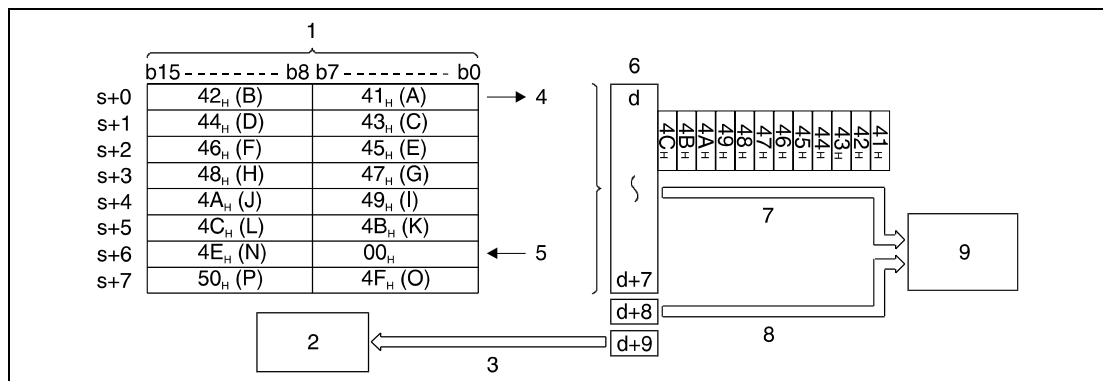 1
b15 ---------- b8 b7 ---------- b0
6
s+0 42H (B) 41H (A) 4 d
s+1 44H (D) 43H (C)
s+2 46H (F) 45H (E)
s+3 48H (H) 47H (G)
s+4 4AH (J) 49H (I)
s+5 4CH (L) 4BH (K)
s+6 4EH (N) 00H 5
s+7 50H (P) 4FH (O) d+7
4CH 4BH 4AH 49H 48H 47H 46H 45H 44H 43H 42H 41H
7
9
d+8
8
2
3
d+9